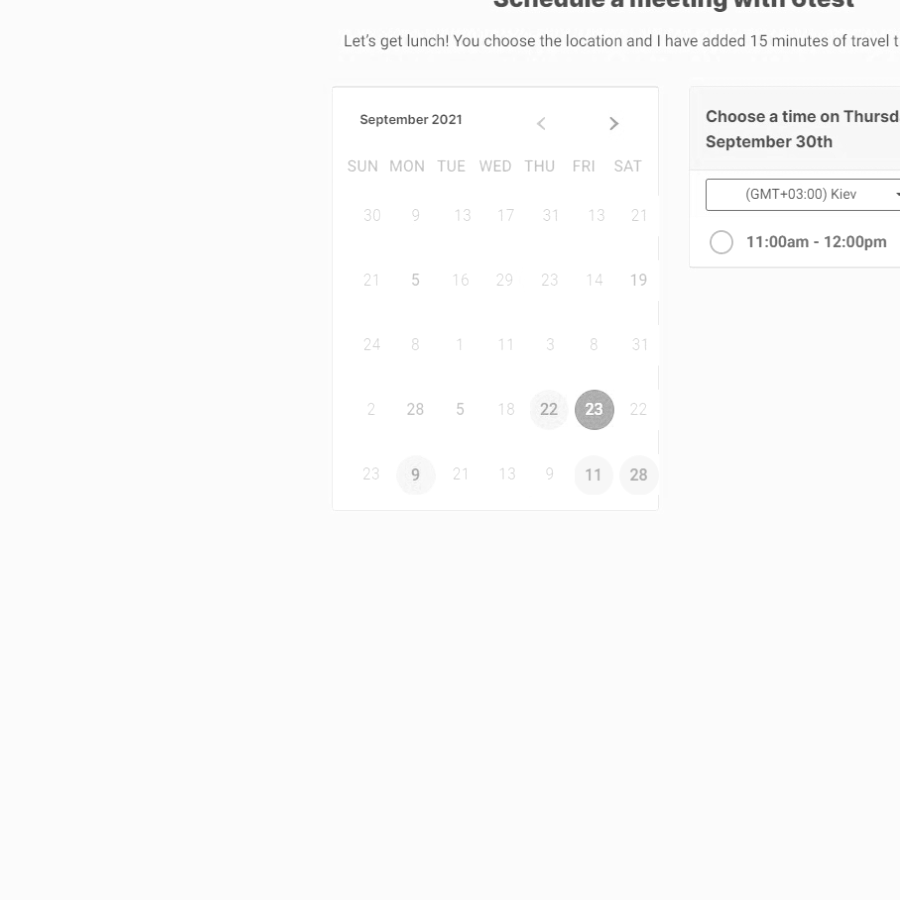 Schedule a meeting with Utest
Let's get lunch! You choose the location and I have added 15 minutes of travel t
September 2021
SUN MON TUE WED THU FRI SAT
30 9 13 17 31 13 21
21 5 16 29 23 14 19
24 8 1 11 3 8 31
2 28 5 18 22 23 22
23 9 21 13 9 11 28
Choose a time on Thursd
September 30th
(GMT+03:00) Kiev
11:00am - 12:00pm